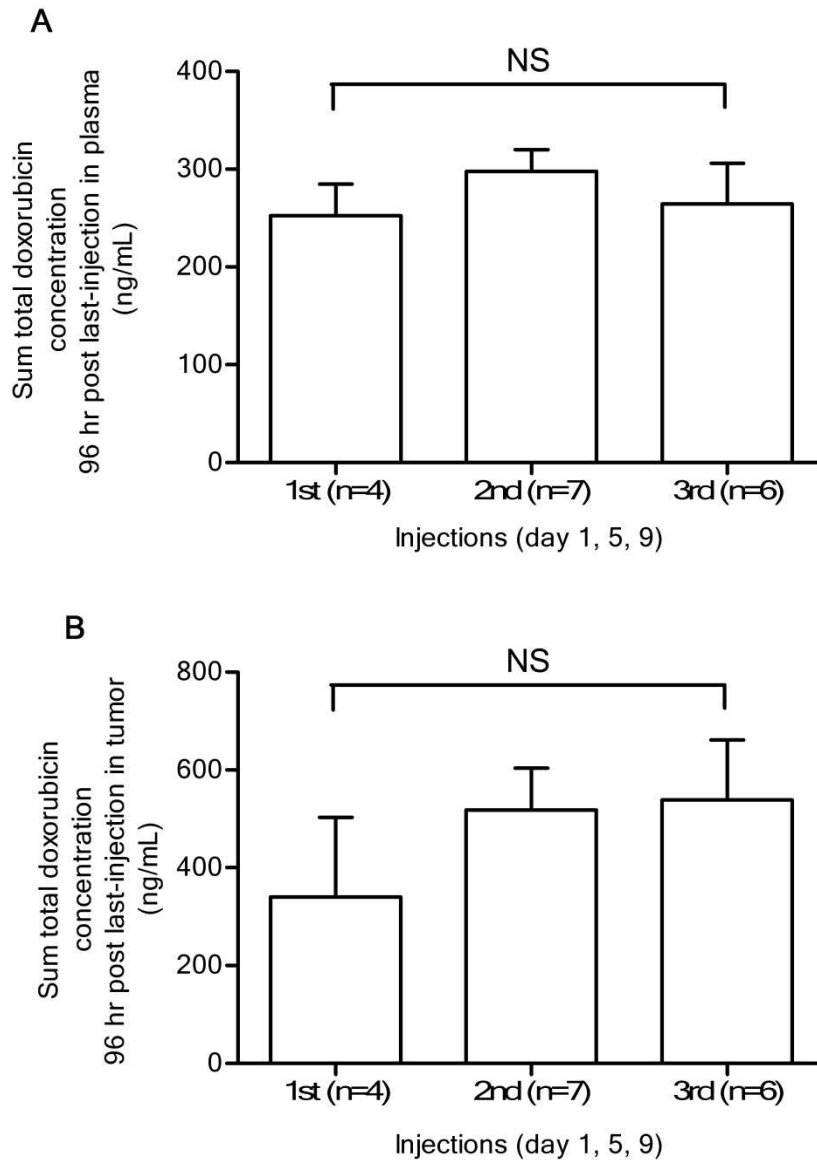 A
Sum total doxorubicin
concentration
96 hr post last-injection in plasma
(ng/mL)
400
300
200
100
0
NS
1st (n=4)
2nd (n=7)
3rd (n=6)
Injections (day 1, 5, 9)
B
Sum total doxorubicin
concentration
96 hr post last-injection in tumor
(ng/mL)
800
600
400
200
0
NS
1st (n=4)
2nd (n=7)
3rd (n=6)
Injections (day 1, 5, 9)